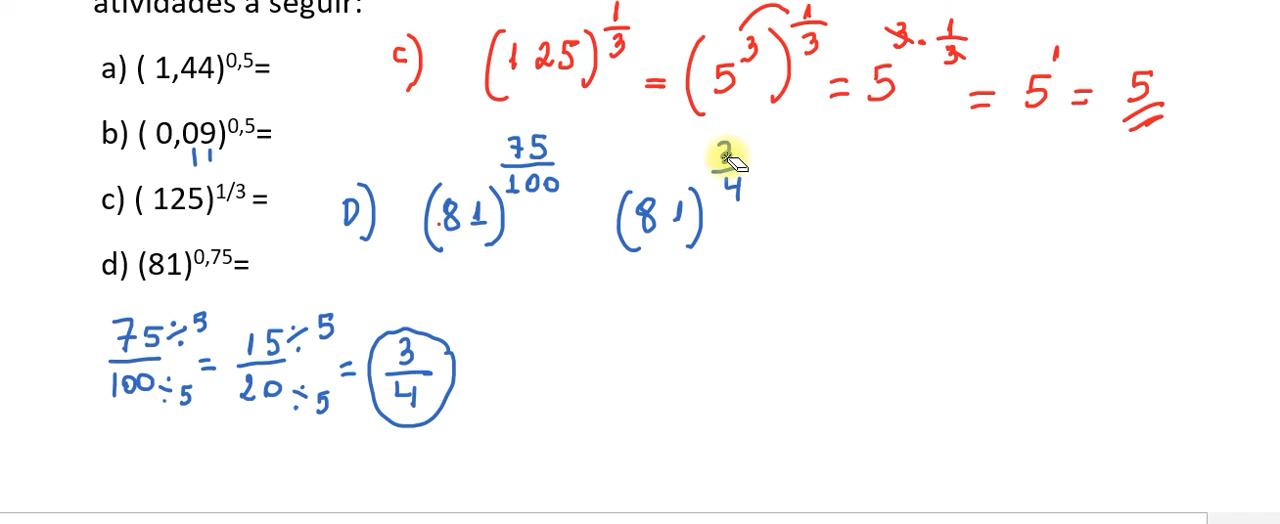 atividades a seguir:
a) ( 1,44)^0,5=
b) ( 0,09)^0,5=
c) ( 125)^1/3 =
d) (81)^0,75=
c) (125)^1/3 = (5^3)^1/3 = 5^3·1/3 = 5^1 = 5
D) (81)^75/100 (81)^3/4
75÷5/100÷5 = 15÷5/20÷5 = 3/4